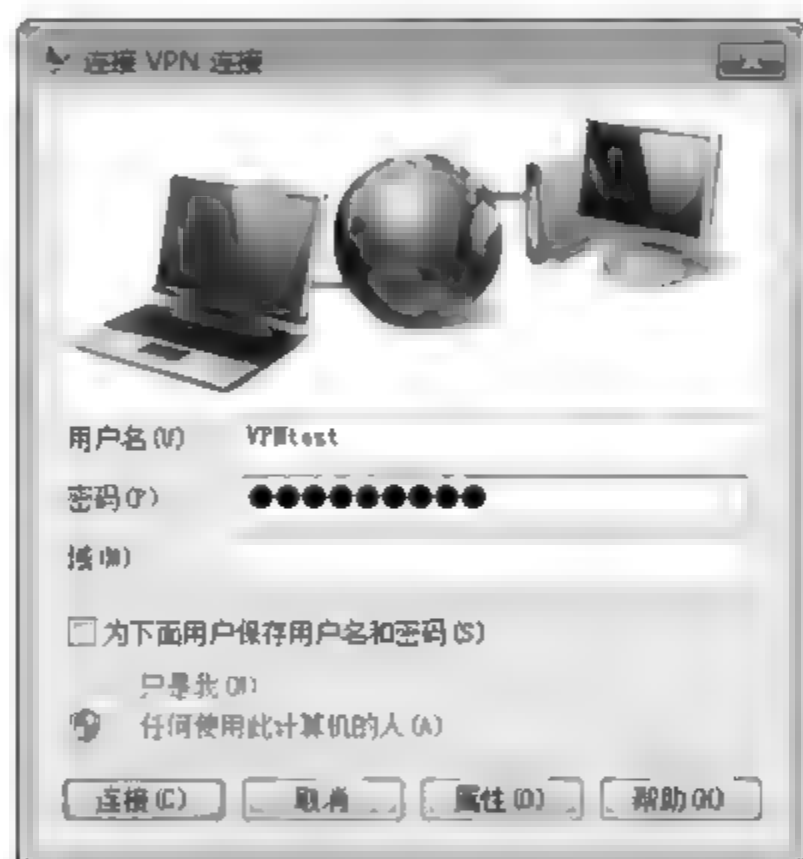 连接 VPN 连接
用户名(U) VPNtest
密码(P) ●●●●●●●●●
域(M)
为下面用户保存用户名和密码(S)
只是我(N)
任何使用此计算机的人(A)
连接(C) 取消 属性(O) 帮助(H)